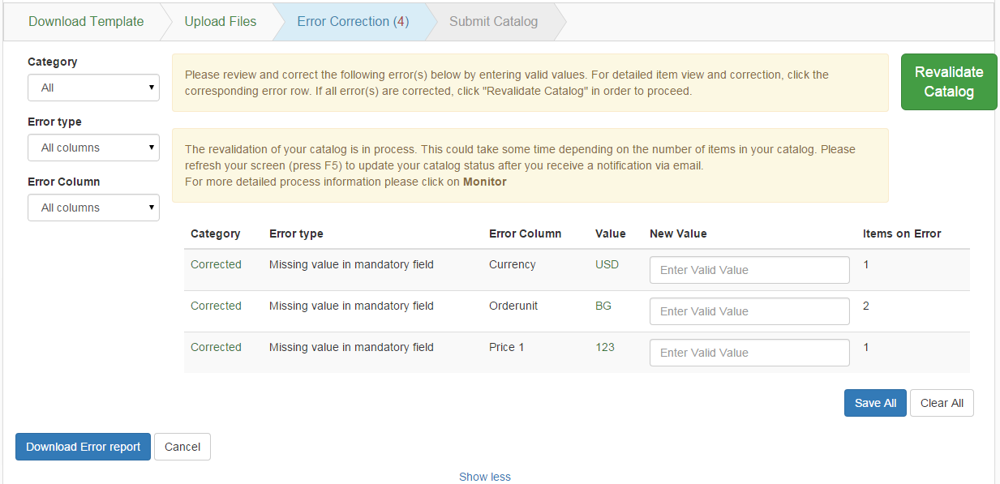 Download Template
Upload Files
Error Correction (4)
Submit Catalog
Category
All
Error type
All columns
Error Column
All columns
Please review and correct the following error(s) below by entering valid values. For detailed item view and correction, click the
corresponding error row. If all error(s) are corrected, click "Revalidate Catalog" in order to proceed.
Revalidate
Catalog
The revalidation of your catalog is in process. This could take some time depending on the number of items in your catalog. Please
refresh your screen (press F5) to update your catalog status after you receive a notification via email.
For more detailed process information please click on Monitor
Category Error type Error Column Value New Value Items on Error
Corrected Missing value in mandatory field Currency USD Enter Valid Value 1
Corrected Missing value in mandatory field Orderunit BG Enter Valid Value 2
Corrected Missing value in mandatory field Price 1 123 Enter Valid Value 1
Save All
Clear All
Download Error report
Cancel
Show less